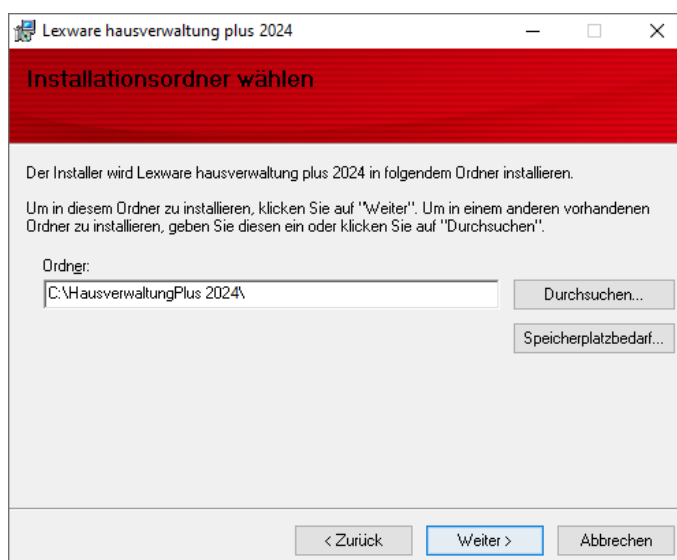 Lexware hausverwaltung plus 2024
Installationsordner wählen
Der Installer wird Lexware hausverwaltung plus 2024 in folgendem Ordner installieren.
Um in diesem Ordner zu installieren, klicken Sie auf "Weiter". Um in einem anderen vorhandenen
Ordner zu installieren, geben Sie diesen ein oder klicken Sie auf "Durchsuchen".
Ordner:
C:\HausverwaltungPlus 2024\
Durchsuchen...
Speicherplatzbedarf...
< Zurück
Weiter >
Abbrechen